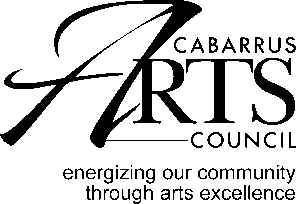 CABARRUS
ARTS
COUNCIL
energizing our community
through arts excellence